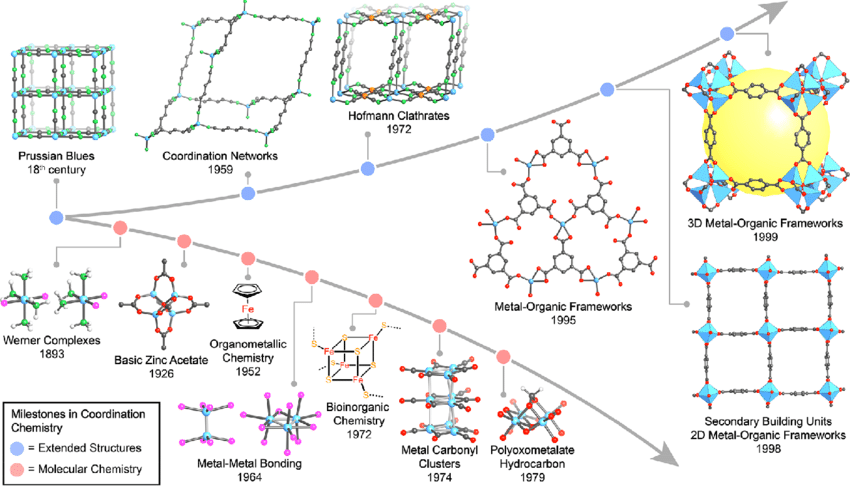 Prussian Blues
18th century
Coordination Networks
1959
Hofmann Clathrates
1972
Metal-Organic Frameworks
1995
3D Metal-Organic Frameworks
1999
Secondary Building Units
2D Metal-Organic Frameworks
1998
Werner Complexes
1893
Basic Zinc Acetate
1926
Fe
Organometallic
Chemistry
1952
Metal-Metal Bonding
1964
S
S
Fe
Fe
S
S
Fe
S
Fe
S
Bioinorganic
Chemistry
1972
Metal Carbonyl
Clusters
1974
Polyoxometalate
Hydrocarbon
1979
Milestones in Coordination
Chemistry
= Extended Structures
= Molecular Chemistry